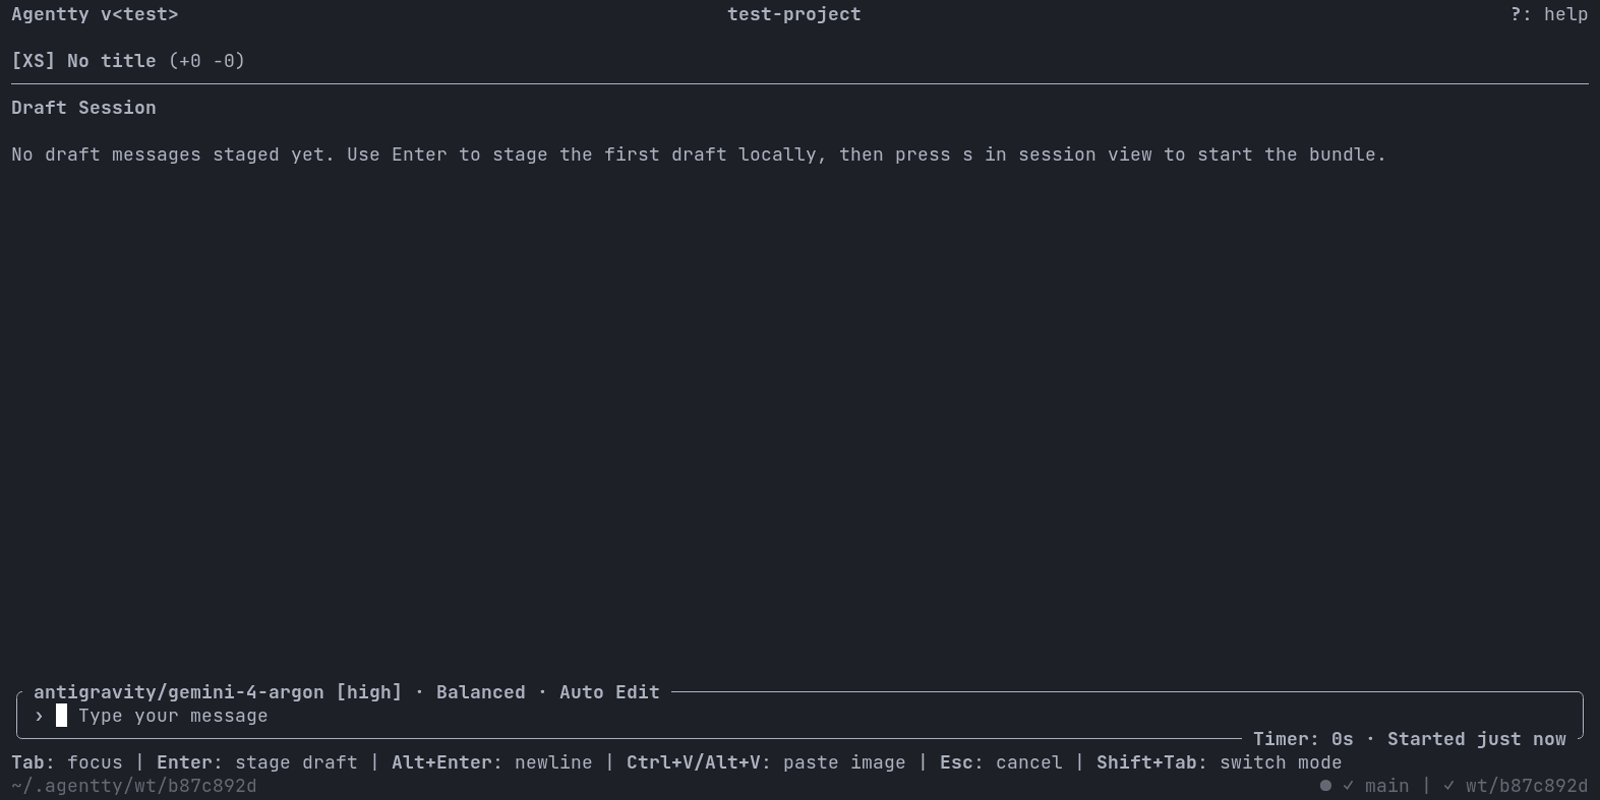 Agentty v<test> test-project ?: help
[XS] No title (+0 -0)
Draft Session
No draft messages staged yet. Use Enter to stage the first draft locally, then press s in session view to start the bundle.
antigravity/gemini-4-argon [high] · Balanced · Auto Edit
› Type your message
Timer: 0s · Started just now
Tab: focus | Enter: stage draft | Alt+Enter: newline | Ctrl+V/Alt+V: paste image | Esc: cancel | Shift+Tab: switch mode
~/.agentty/wt/b87c892d ● ✓ main | ✓ wt/b87c892d